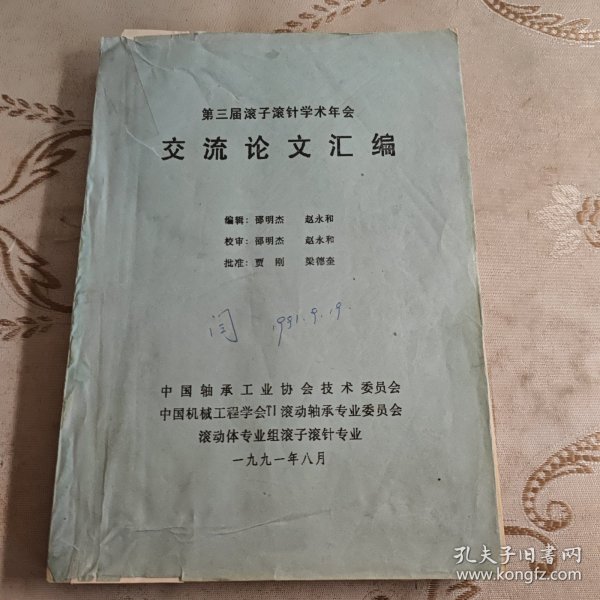 第三届滚子滚针学术年会
交流论文汇编
编辑：邵明杰 赵永和
校审：邵明杰 赵永和
批准：贾刚 梁德奎
闫 1991.9.19.
中国轴承工业协会技术委员会
中国机械工程学会TI滚动轴承专业委员会
滚动体专业组滚子滚针专业
一九九一年八月
孔夫子旧书网
www.kongfz.com